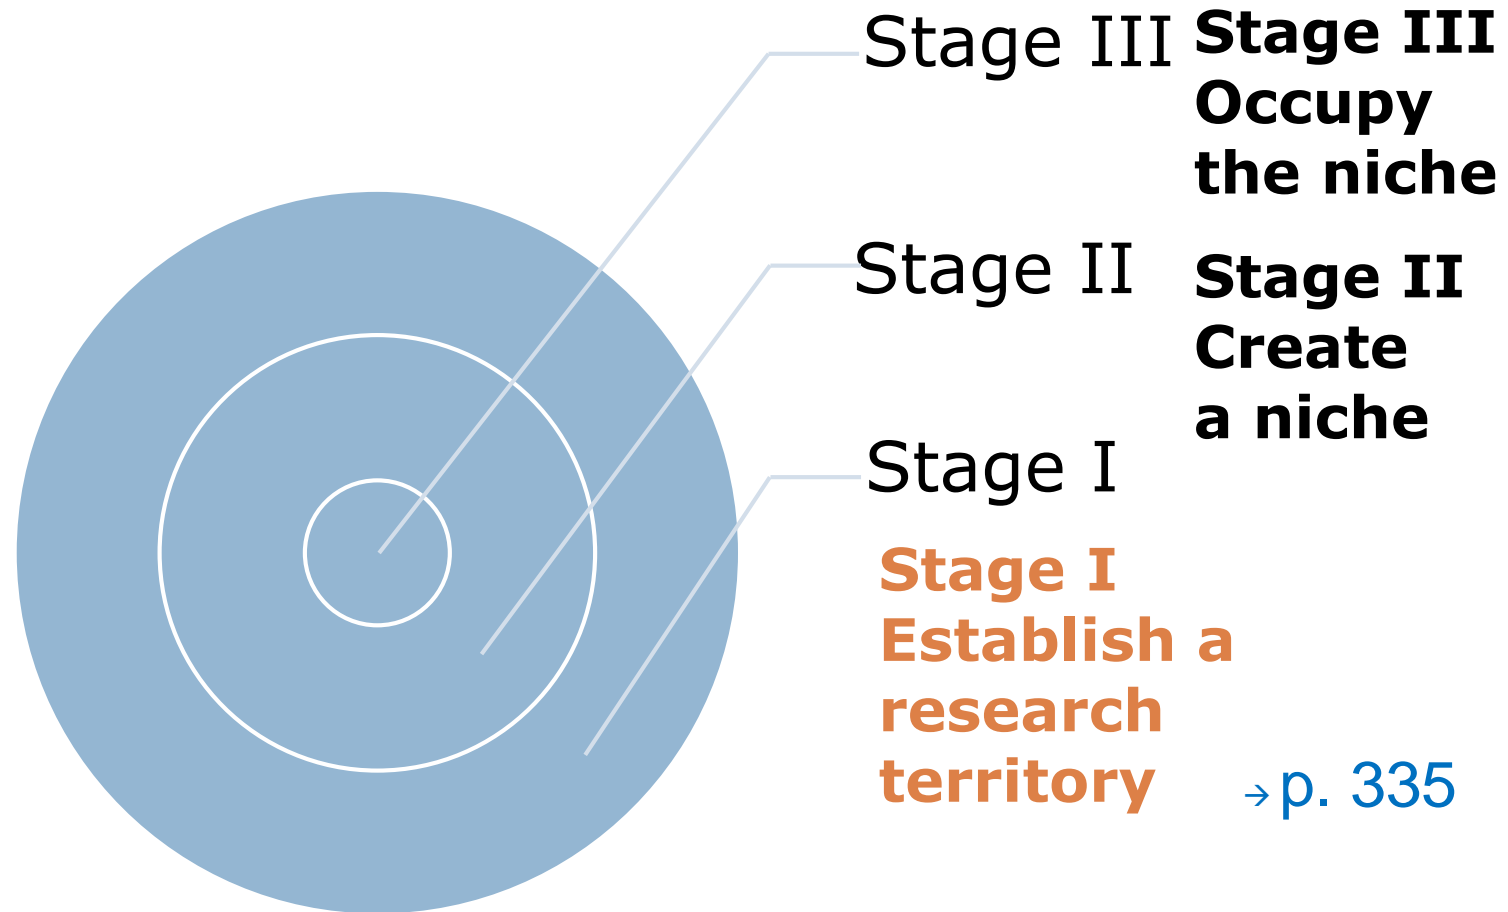 Stage III
Stage III
Occupy
the niche
Stage II
Stage II
Create
a niche
Stage I
Stage I
Establish a
research
territory
→ p. 335